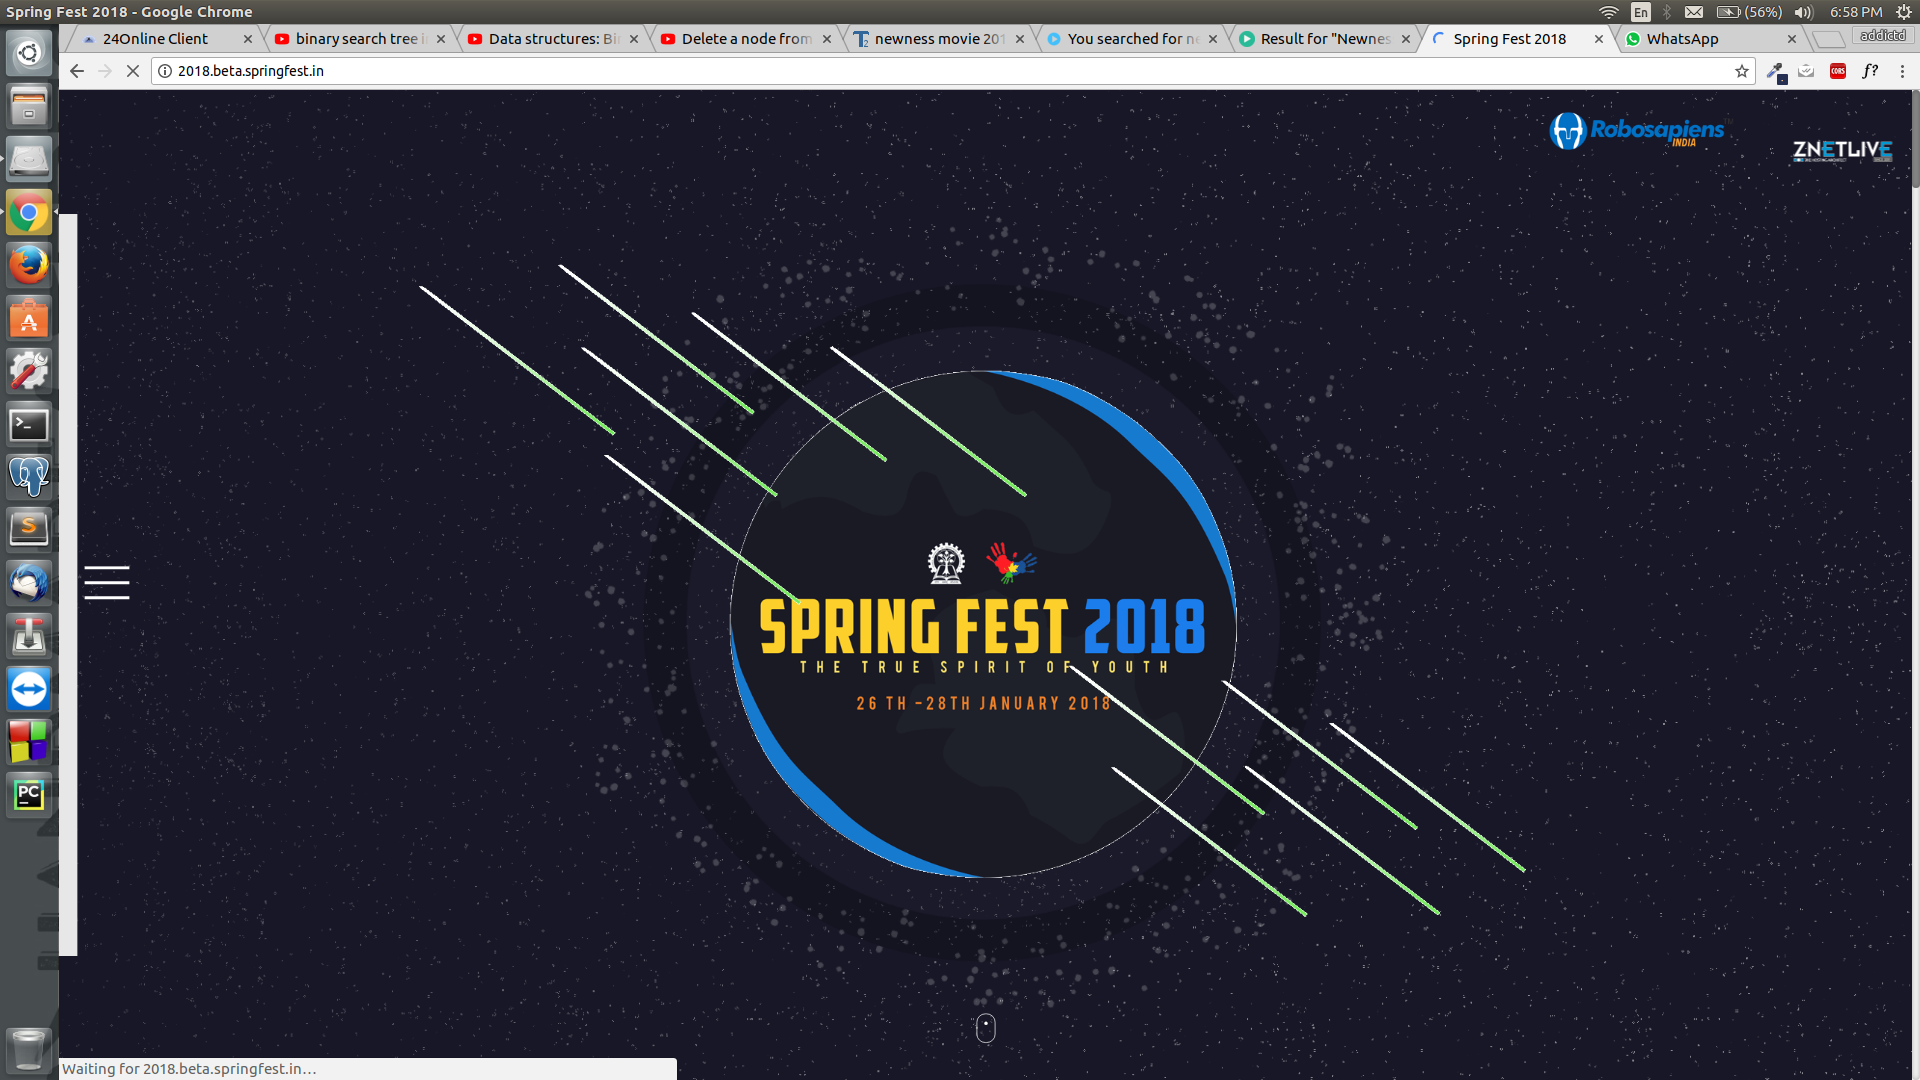 Spring Fest 2018 - Google Chrome
En
(56%)
6:58 PM
24Online Client
binary search tree i
Data structures: Bi
Delete a node from
newness movie 201
You searched for ne
Result for "Newnes
Spring Fest 2018
WhatsApp
addictd
2018.beta.springfest.in
CORS
f?
Robosapiens
INDIA
ZNETLIVE
SPRING FEST 2018
THE TRUE SPIRIT OF YOUTH
26 TH -28TH JANUARY 2018
PC
Waiting for 2018.beta.springfest.in...